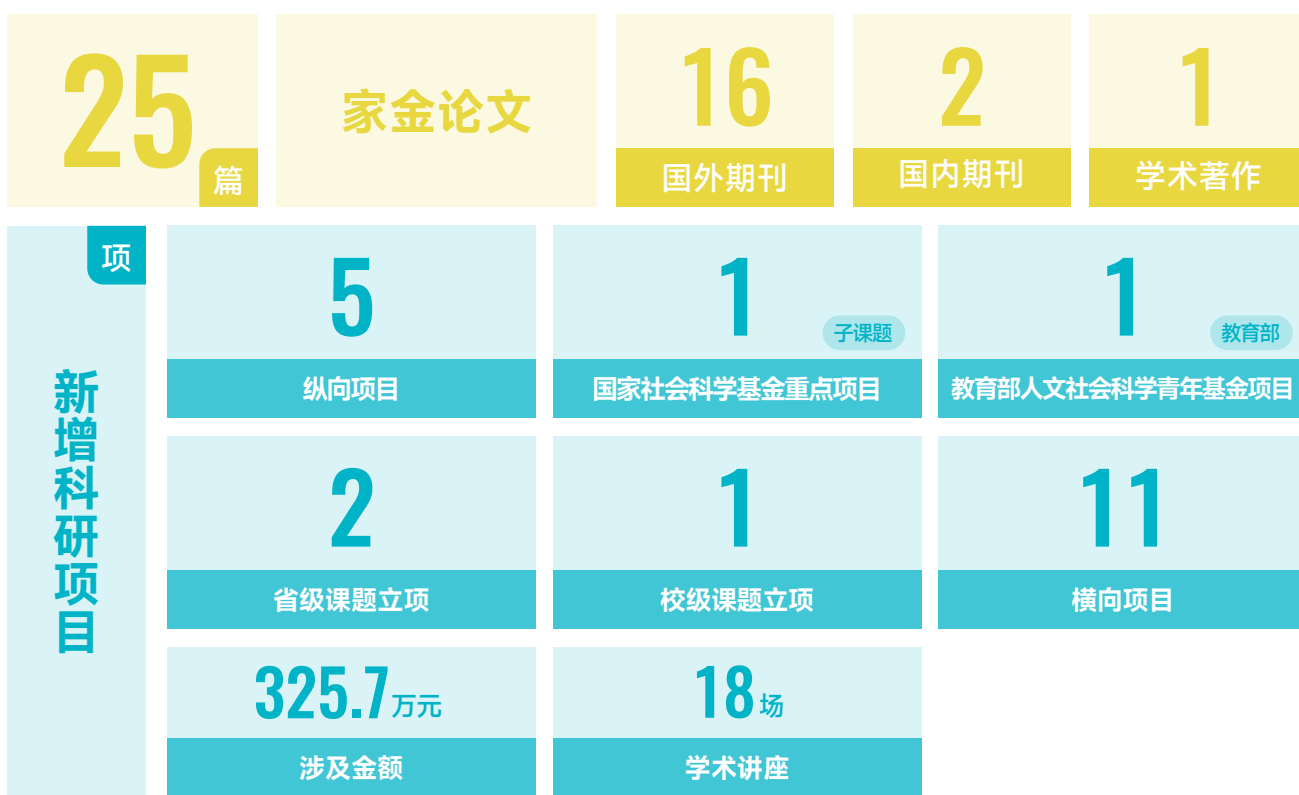 25
篇
家金论文
16
国外期刊
2
国内期刊
1
学术著作
项
新增科研项目
5
纵向项目
1
子课题
国家社会科学基金重点项目
1
教育部
教育部人文社会科学青年基金项目
2
省级课题立项
1
校级课题立项
11
横向项目
325.7万元
涉及金额
18场
学术讲座